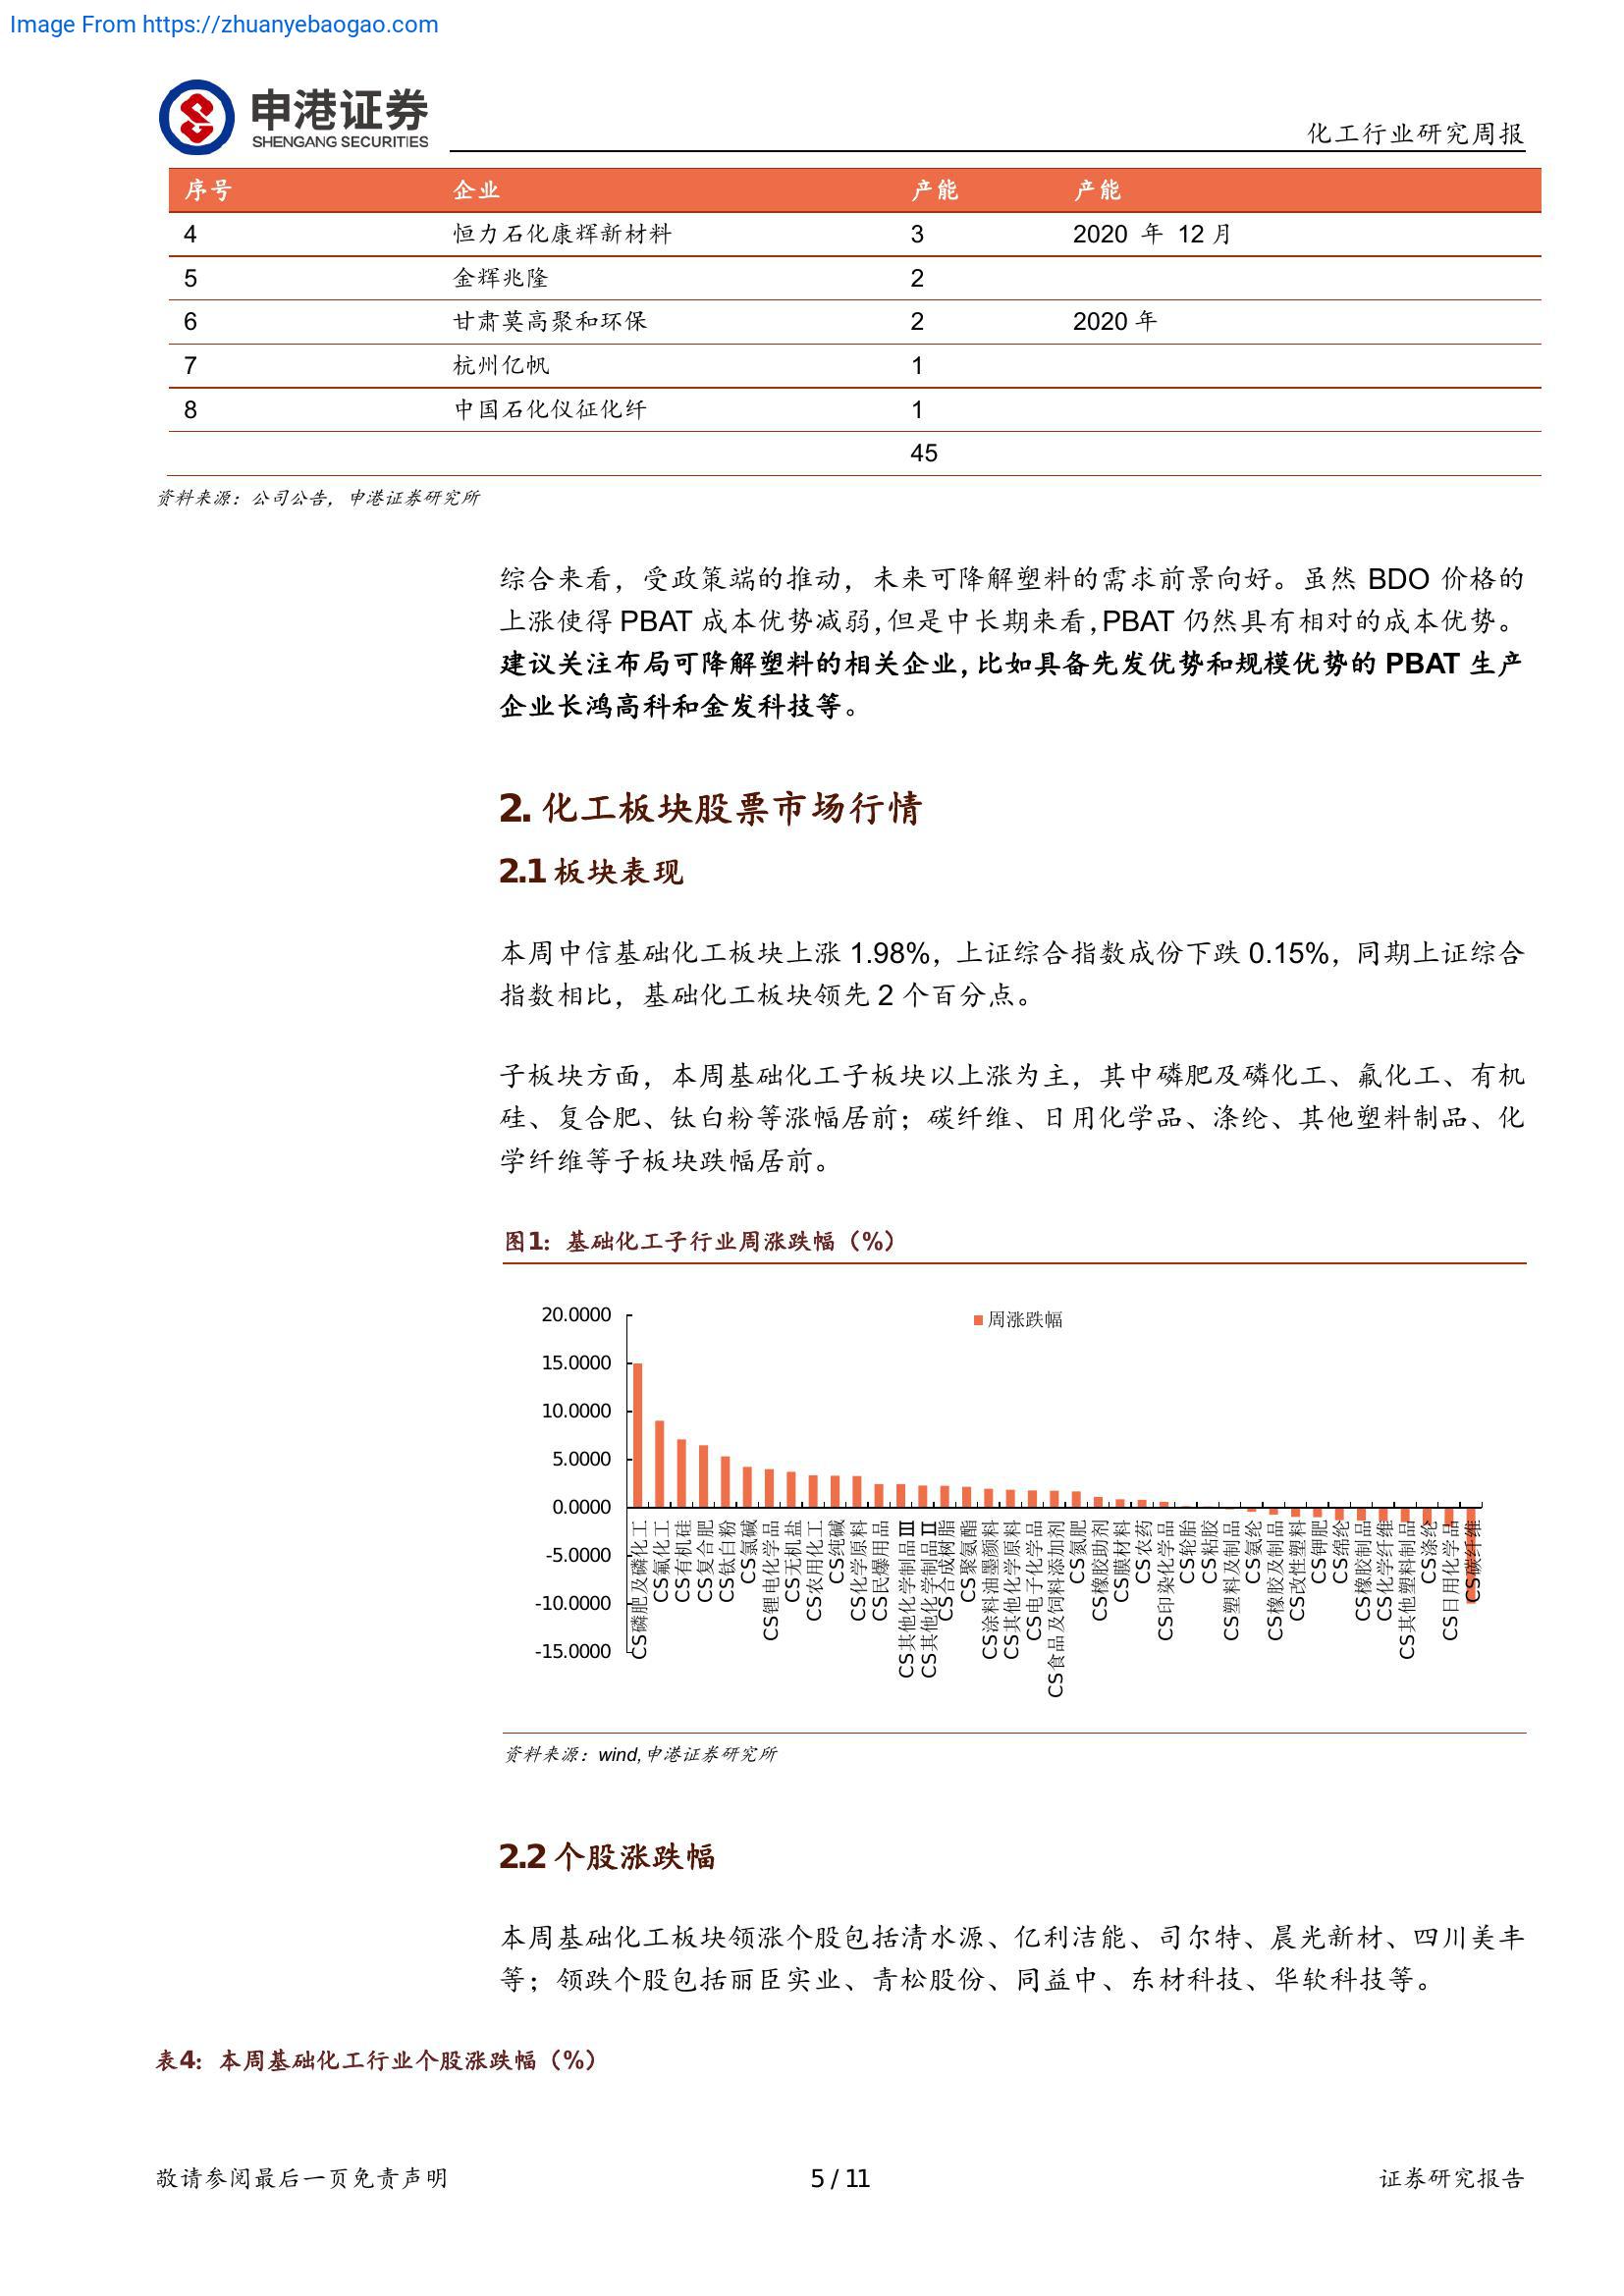 Image From https://zhuanyebaogao.com
申港证券
SHENGANG SECURITIES
化工行业研究周报
序号 企业 产能 产能
4 恒力石化康辉新材料 3 2020 年 12 月
5 金辉兆隆 2
6 甘肃莫高聚和环保 2 2020 年
7 杭州亿帆 1
8 中国石化仪征化纤 1
45
资料来源：公司公告，申港证券研究所
综合来看，受政策端的推动，未来可降解塑料的需求前景向好。虽然 BDO 价格的
上涨使得 PBAT 成本优势减弱，但是中长期来看，PBAT 仍然具有相对的成本优势。
建议关注布局可降解塑料的相关企业，比如具备先发优势和规模优势的 PBAT 生产
企业长鸿高科和金发科技等。
2. 化工板块股票市场行情
2.1 板块表现
本周中信基础化工板块上涨 1.98%，上证综合指数成份下跌 0.15%，同期上证综合
指数相比，基础化工板块领先 2 个百分点。
子板块方面，本周基础化工子板块以上涨为主，其中磷肥及磷化工、氟化工、有机
硅、复合肥、钛白粉等涨幅居前；碳纤维、日用化学品、涤纶、其他塑料制品、化
学纤维等子板块跌幅居前。
图1：基础化工子行业周涨跌幅（%）
周涨跌幅
20.0000
15.0000
10.0000
5.0000
0.0000
-5.0000
-10.0000
-15.0000
CS磷肥及磷化工
CS氟化工
CS有机硅
CS复合肥
CS钛白粉
CS氯碱
CS锂电化学品
CS无机盐
CS农用化工
CS纯碱
CS化学原料
CS民爆用品
CS其他化学制品Ⅲ
CS其他化学制品Ⅱ
CS合成树脂
CS聚氨酯
CS涂料油墨颜料
CS其他化学原料
CS电子化学品
CS食品及饲料添加剂
CS氮肥
CS橡胶助剂
CS膜材料
CS农药
CS印染化学品
CS轮胎
CS粘胶
CS塑料及制品
CS氨纶
CS橡胶及制品
CS改性塑料
CS钾肥
CS绵纶
CS橡胶制品
CS化学纤维
CS其他塑料制品
CS涤纶
CS日用化学品
CS碳纤维
资料来源：wind,申港证券研究所
2.2 个股涨跌幅
本周基础化工板块领涨个股包括清水源、亿利洁能、司尔特、晨光新材、四川美丰
等；领跌个股包括丽臣实业、青松股份、同益中、东材科技、华软科技等。
表4：本周基础化工行业个股涨跌幅（%）
敬请参阅最后一页免责声明
5 / 11
证券研究报告